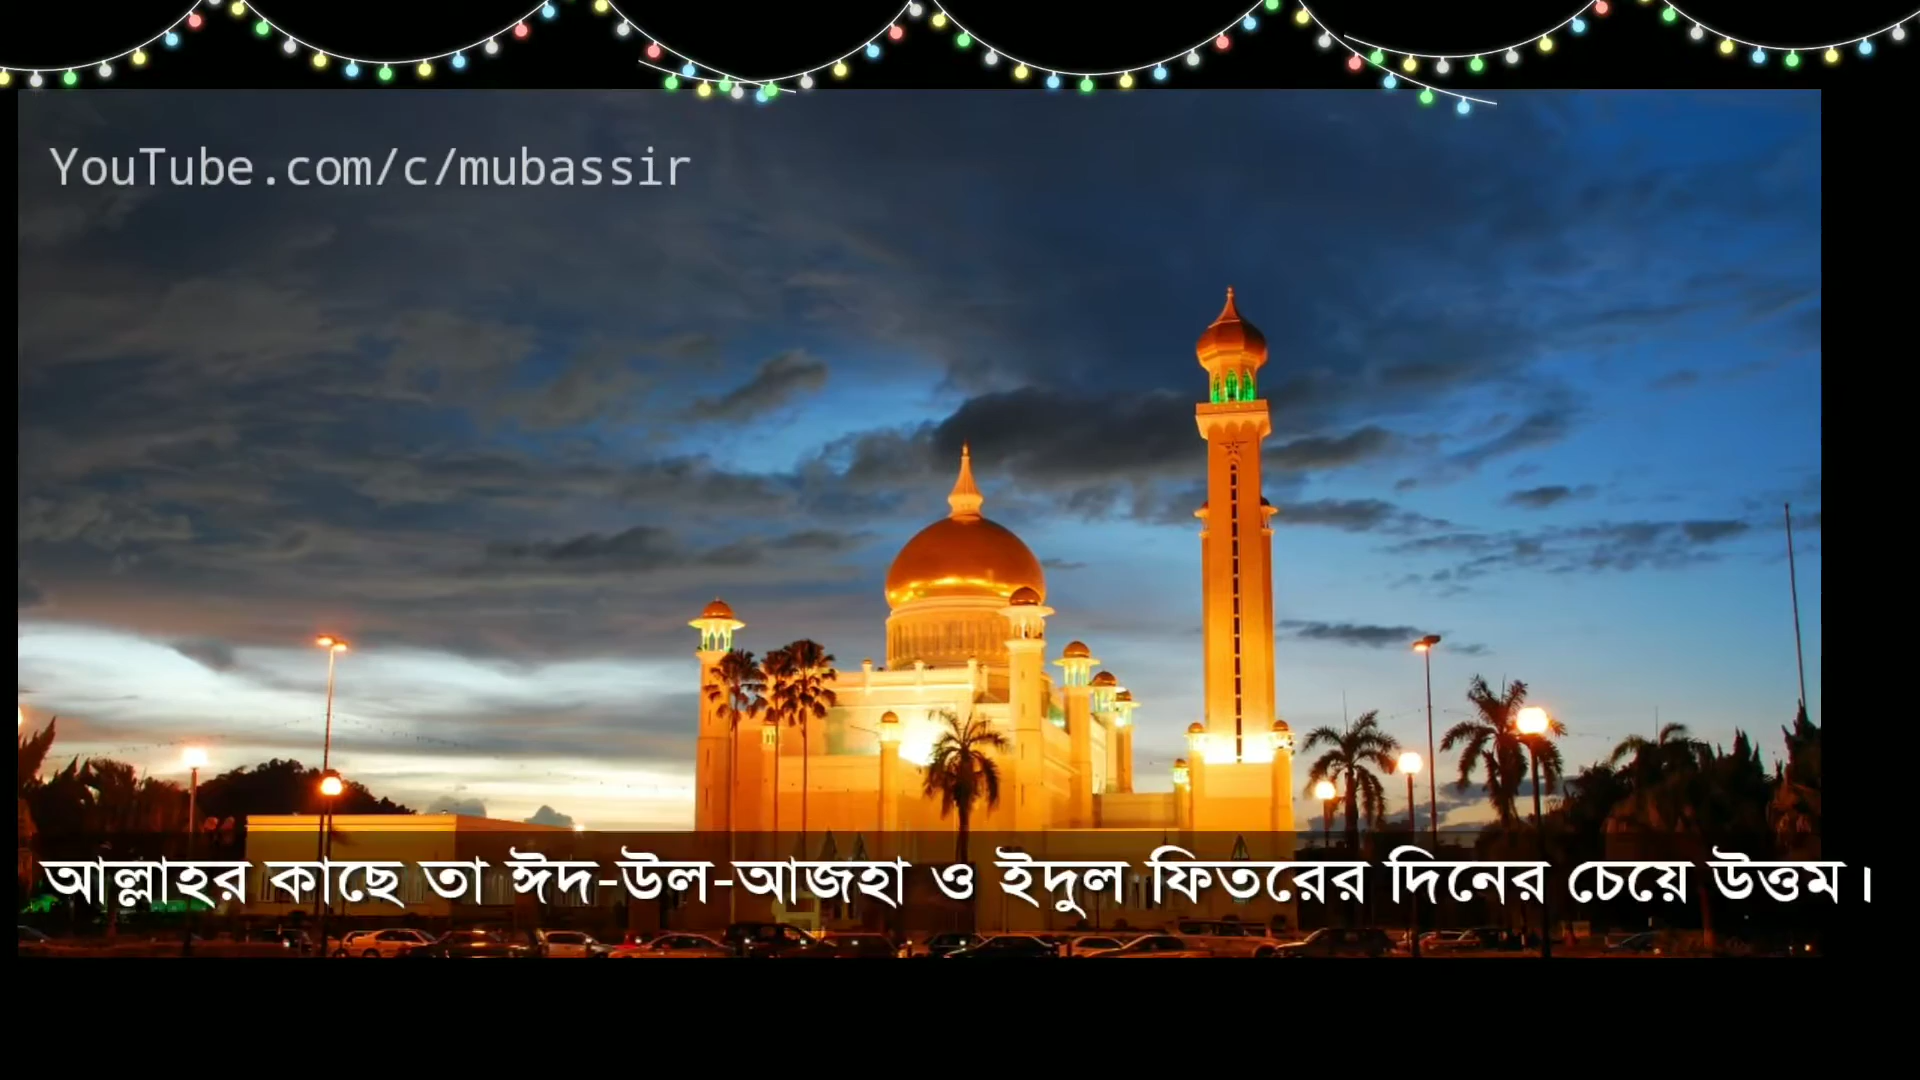 YouTube.com/c/mubassir
আল্লাহর কাছে তা ঈদ-উল-আজহা ও ইদুল ফিতরের দিনের চেয়ে উত্তম।